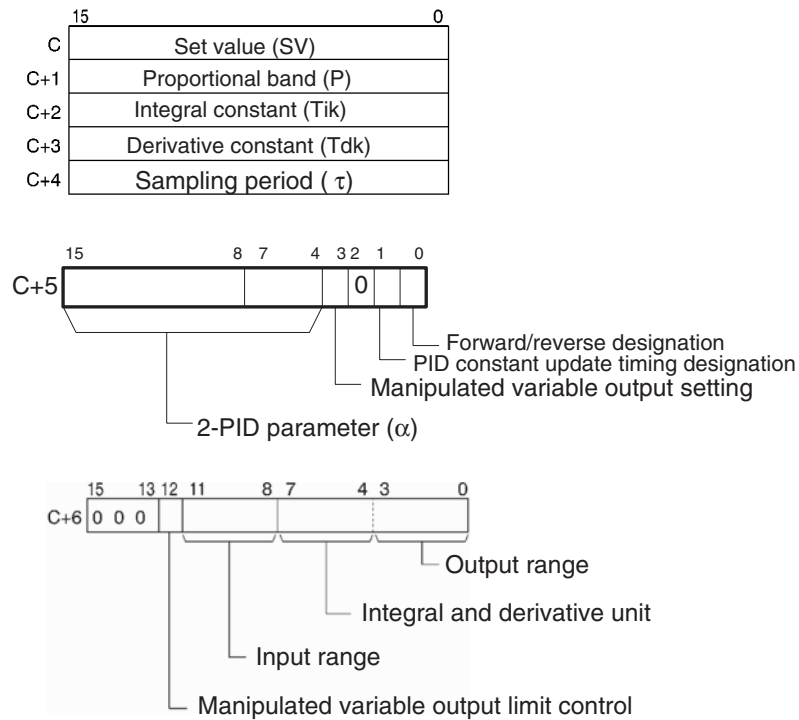 15 0
C Set value (SV)
C+1 Proportional band (P)
C+2 Integral constant (Tik)
C+3 Derivative constant (Tdk)
C+4 Sampling period ( τ)
15 8 7 4 3 2 1 0
C+5 0
Forward/reverse designation
PID constant update timing designation
Manipulated variable output setting
2-PID parameter (α)
15 13 12 11 8 7 4 3 0
C+6 0 0 0
Output range
Integral and derivative unit
Input range
Manipulated variable output limit control